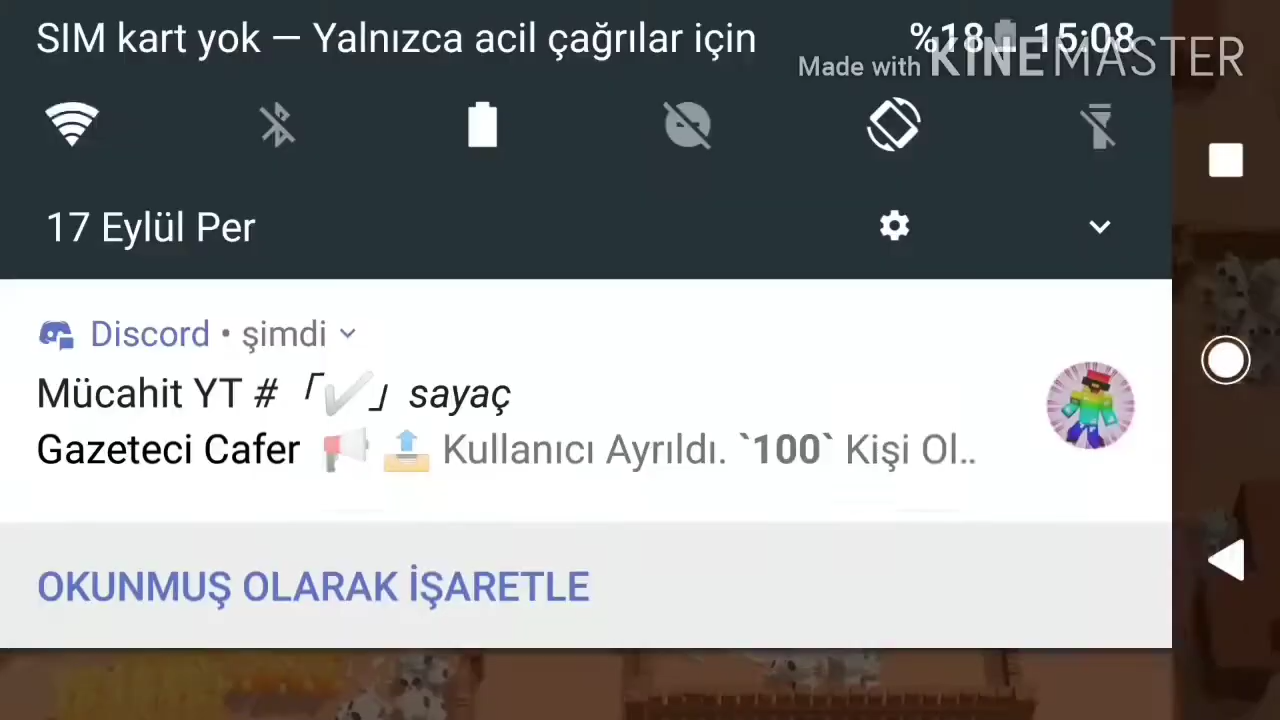 SIM kart yok — Yalnızca acil çağrılar için %18 15:08
Made with KINEMASTER
17 Eylül Per
Discord • şimdi
Mücahit YT # 「✔」 sayaç
Gazeteci Cafer 📢 📤 Kullanıcı Ayrıldı. `100` Kişi Ol..
OKUNMUŞ OLARAK İŞARETLE